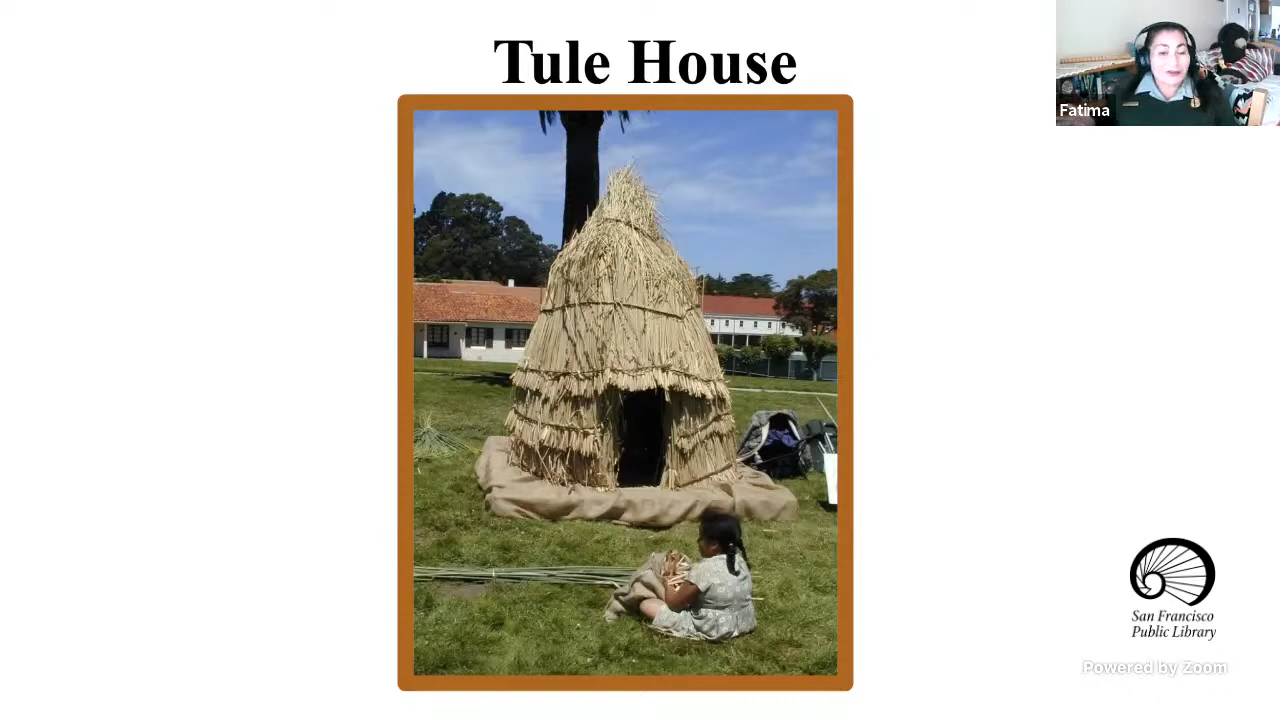 Tule House
Fatima
San Francisco
Public Library
Powered by Zoom